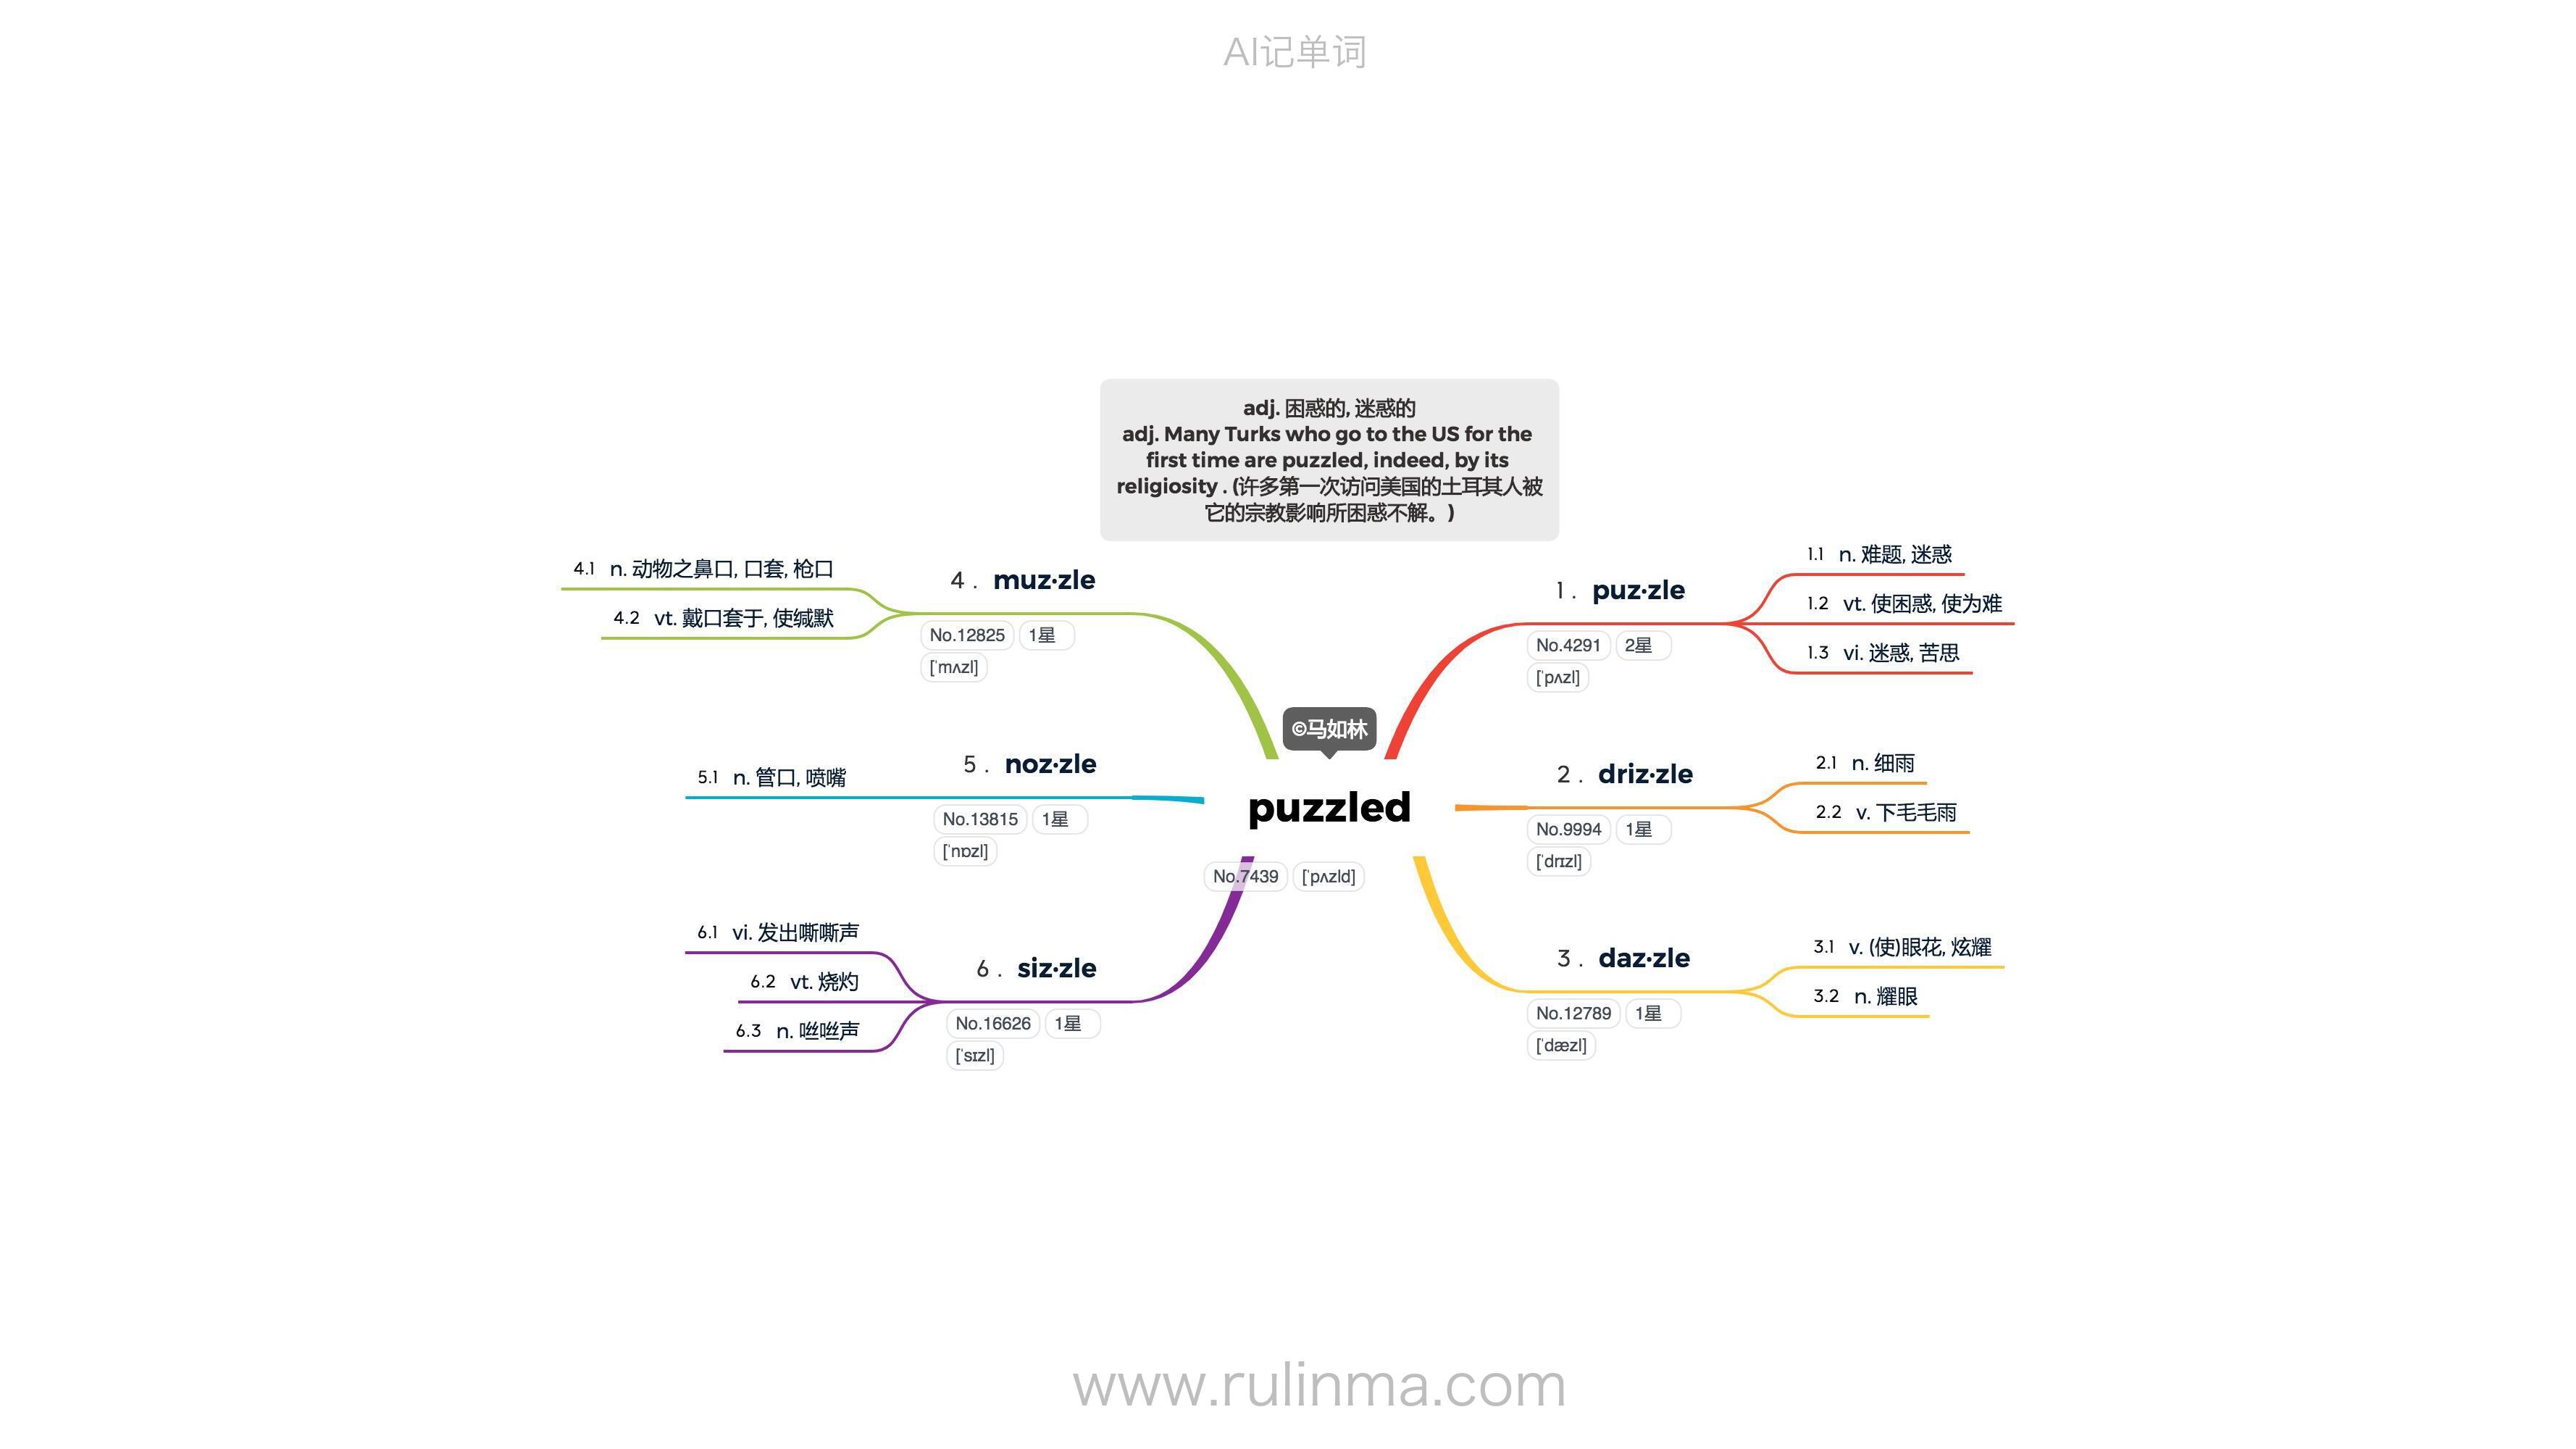 AI记单词
adj. 困惑的, 迷惑的
adj. Many Turks who go to the US for the
first time are puzzled, indeed, by its
religiosity . (许多第一次访问美国的土耳其人被
它的宗教影响所困惑不解。)
©马如林
puzzled
No.7439 [ˈpʌzld]
1 . puz·zle
No.4291 2星
[ˈpʌzl]
1.1 n. 难题, 迷惑
1.2 vt. 使困惑, 使为难
1.3 vi. 迷惑, 苦思
2 . driz·zle
No.9994 1星
[ˈdrɪzl]
2.1 n. 细雨
2.2 v. 下毛毛雨
3 . daz·zle
No.12789 1星
[ˈdæzl]
3.1 v. (使)眼花, 炫耀
3.2 n. 耀眼
4 . muz·zle
No.12825 1星
[ˈmʌzl]
4.1 n. 动物之鼻口, 口套, 枪口
4.2 vt. 戴口套于, 使缄默
5 . noz·zle
No.13815 1星
[ˈnɒzl]
5.1 n. 管口, 喷嘴
6 . siz·zle
No.16626 1星
[ˈsɪzl]
6.1 vi. 发出嘶嘶声
6.2 vt. 烧灼
6.3 n. 咝咝声
www.rulinma.com